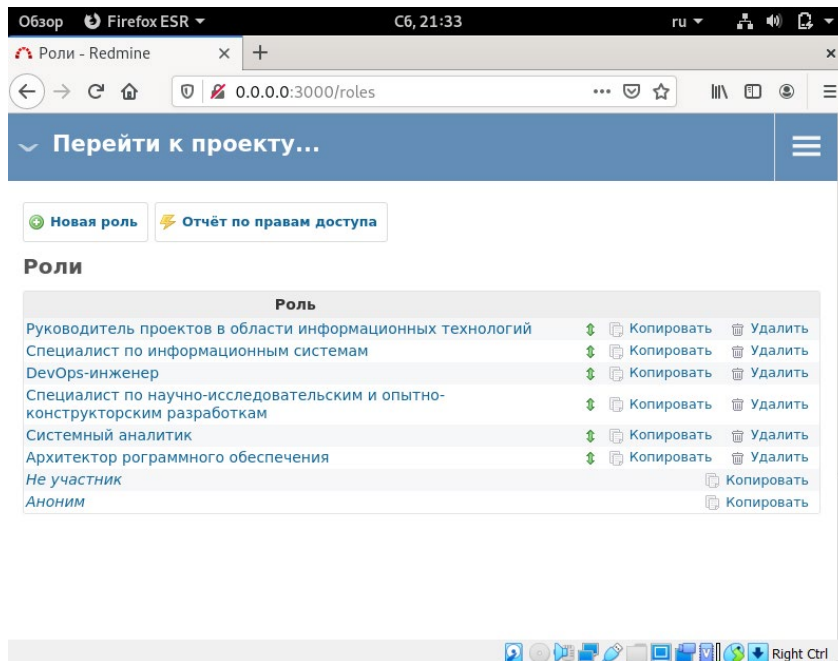 Обзор Firefox ESR Сб, 21:33 ru
Роли - Redmine
0.0.0.0:3000/roles
Перейти к проекту...
Новая роль Отчёт по правам доступа
Роли
Роль
Руководитель проектов в области информационных технологий Копировать Удалить
Специалист по информационным системам Копировать Удалить
DevOps-инженер Копировать Удалить
Специалист по научно-исследовательским и опытно-
конструкторским разработкам Копировать Удалить
Системный аналитик Копировать Удалить
Архитектор рограммного обеспечения Копировать Удалить
Не участник Копировать
Аноним Копировать
Right Ctrl